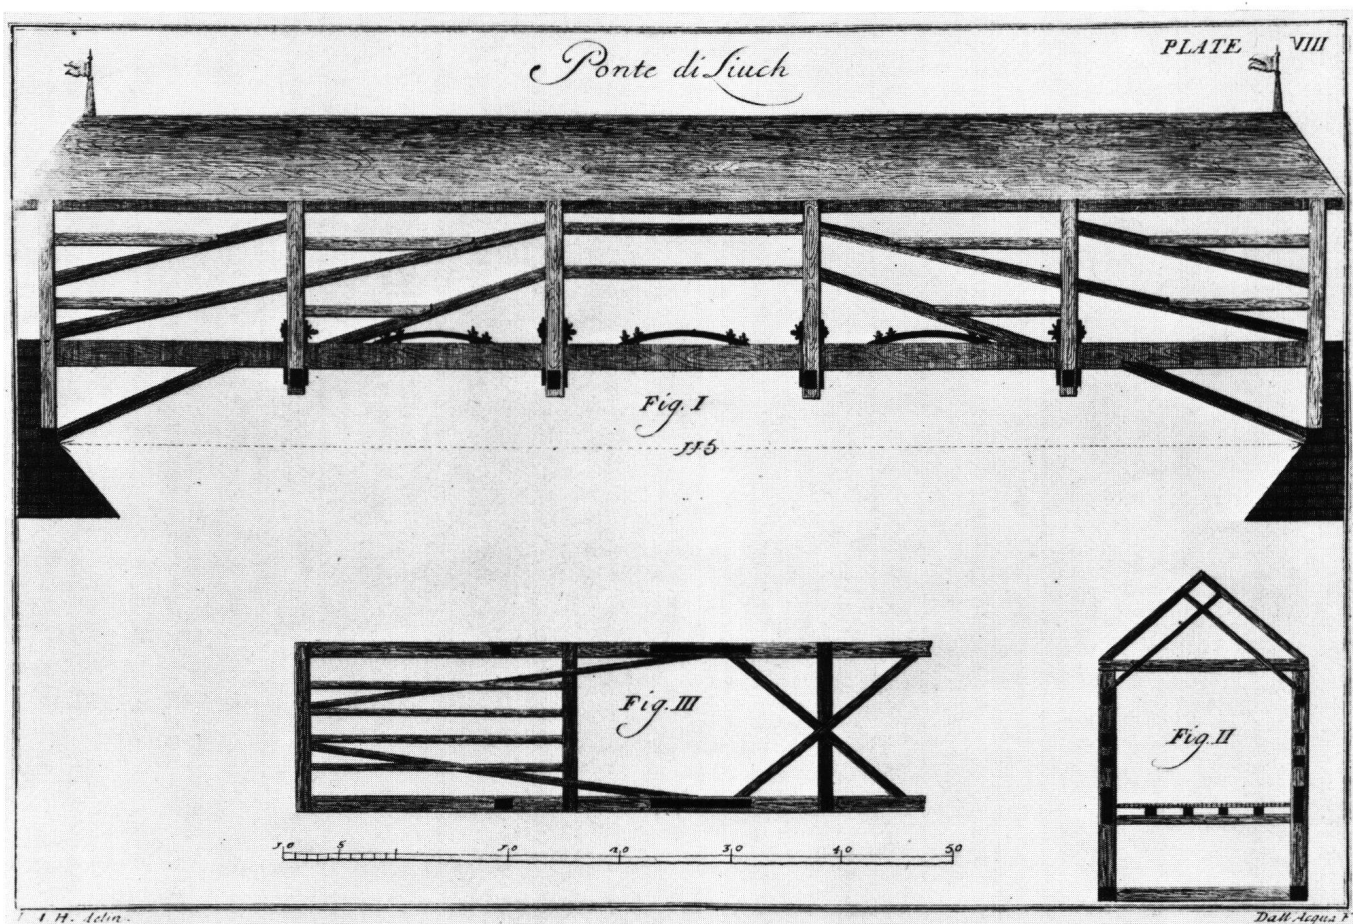 Ponte di Liuch
PLATE VIII
Fig. I
115
Fig. III
Fig. II
10 5 10 20 30 40 50
I. H. delin.
Dall Acqua F